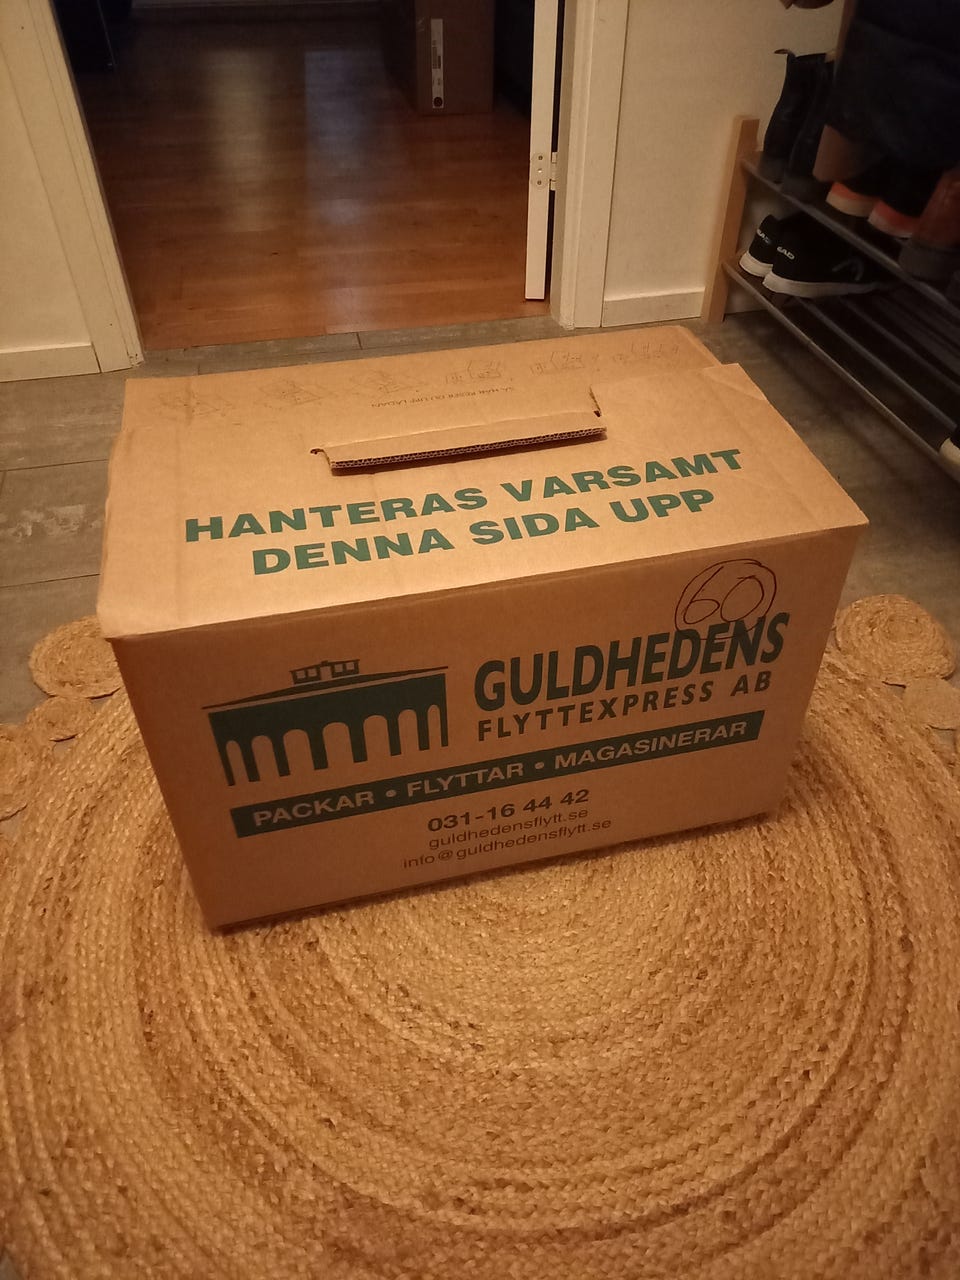 HANTERAS VARSAMT
DENNA SIDA UPP
60
GULDHEDENS
FLYTTEXPRESS AB
PACKAR • FLYTTAR • MAGASINERAR
031-16 44 42
guldhedensflytt.se
info@guldhedensflytt.se
HEAD